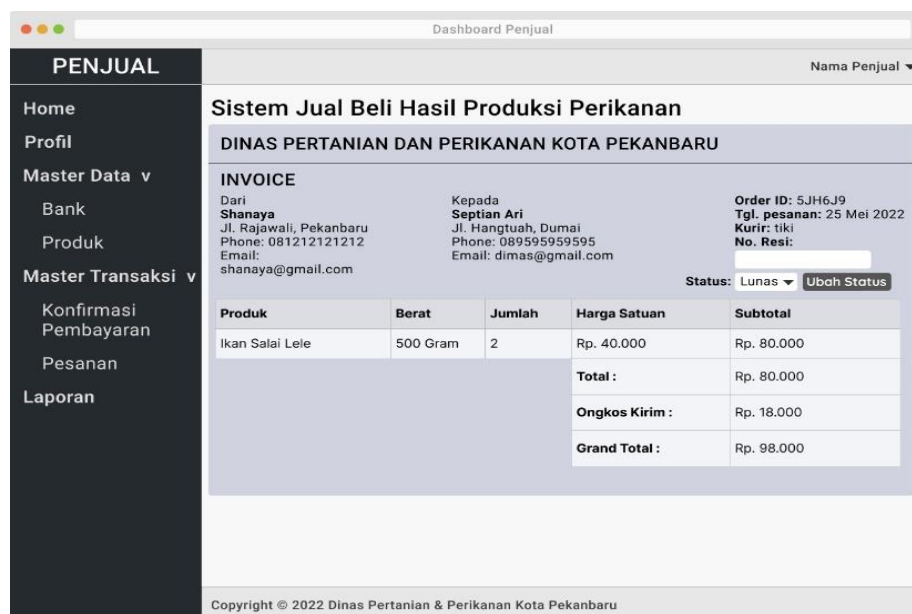 Dashboard Penjual
PENJUAL
Nama Penjual
Home
Profil
Master Data v
Bank
Produk
Master Transaksi v
Konfirmasi
Pembayaran
Pesanan
Laporan
Sistem Jual Beli Hasil Produksi Perikanan
DINAS PERTANIAN DAN PERIKANAN KOTA PEKANBARU
INVOICE
Dari
Shanaya
Jl. Rajawali, Pekanbaru
Phone: 081212121212
Email:
shanaya@gmail.com
Kepada
Septian Ari
Jl. Hangtuah, Dumai
Phone: 089595959595
Email: dimas@gmail.com
Order ID: 5JH6J9
Tgl. pesanan: 25 Mei 2022
Kurir: tiki
No. Resi:
Status: Lunas Ubah Status
Produk Berat Jumlah Harga Satuan Subtotal
Ikan Salai Lele 500 Gram 2 Rp. 40.000 Rp. 80.000
Total : Rp. 80.000
Ongkos Kirim : Rp. 18.000
Grand Total : Rp. 98.000
Copyright © 2022 Dinas Pertanian & Perikanan Kota Pekanbaru